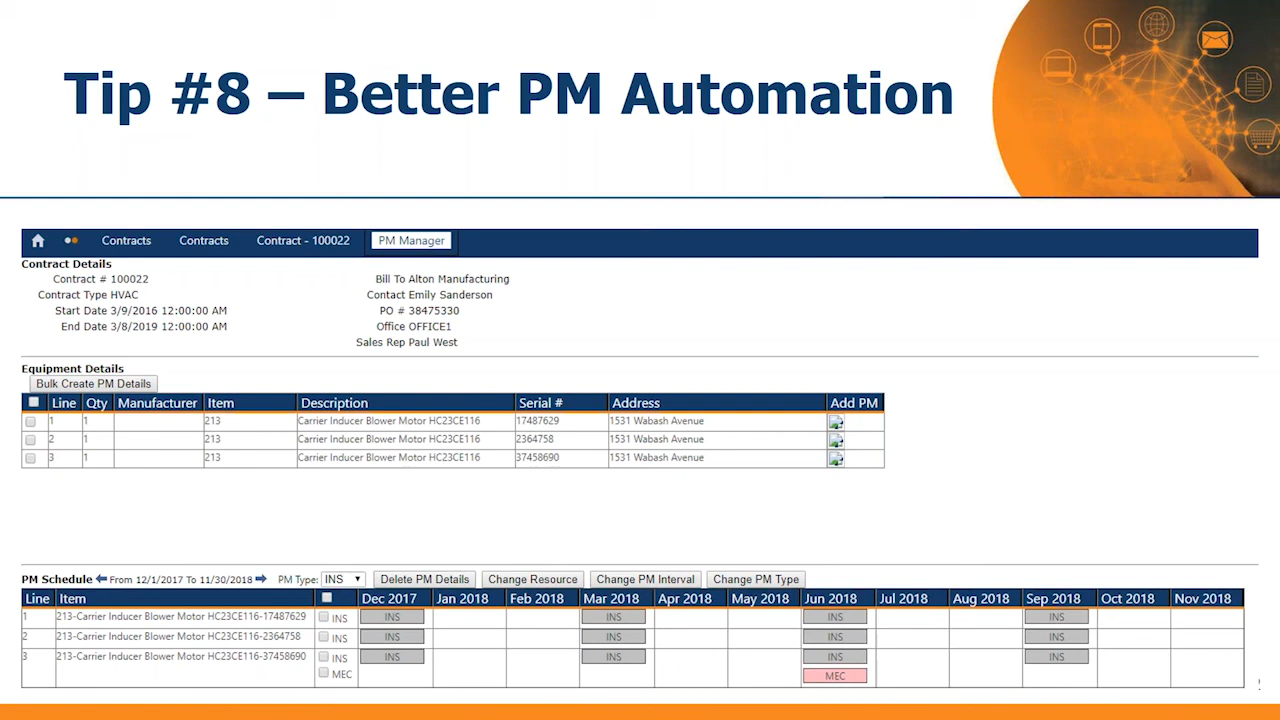 Tip #8 – Better PM Automation
Contracts Contracts Contract - 100022 PM Manager
Contract Details
Contract # 100022 Bill To Alton Manufacturing
Contract Type HVAC Contact Emily Sanderson
Start Date 3/9/2016 12:00:00 AM PO # 38475330
End Date 3/8/2019 12:00:00 AM Office OFFICE1
Sales Rep Paul West
Equipment Details
Bulk Create PM Details
Line Qty Manufacturer Item Description Serial # Address Add PM
1 1 213 Carrier Inducer Blower Motor HC23CE116 17487629 1531 Wabash Avenue
2 1 213 Carrier Inducer Blower Motor HC23CE116 2364758 1531 Wabash Avenue
3 1 213 Carrier Inducer Blower Motor HC23CE116 37458690 1531 Wabash Avenue
PM Schedule From 12/1/2017 To 11/30/2018 PM Type: INS Delete PM Details Change Resource Change PM Interval Change PM Type
Line Item Dec 2017 Jan 2018 Feb 2018 Mar 2018 Apr 2018 May 2018 Jun 2018 Jul 2018 Aug 2018 Sep 2018 Oct 2018 Nov 2018
1 213-Carrier Inducer Blower Motor HC23CE116-17487629 INS INS INS INS INS
2 213-Carrier Inducer Blower Motor HC23CE116-2364758 INS INS INS INS INS
3 213-Carrier Inducer Blower Motor HC23CE116-37458690 INS INS INS INS INS
MEC MEC